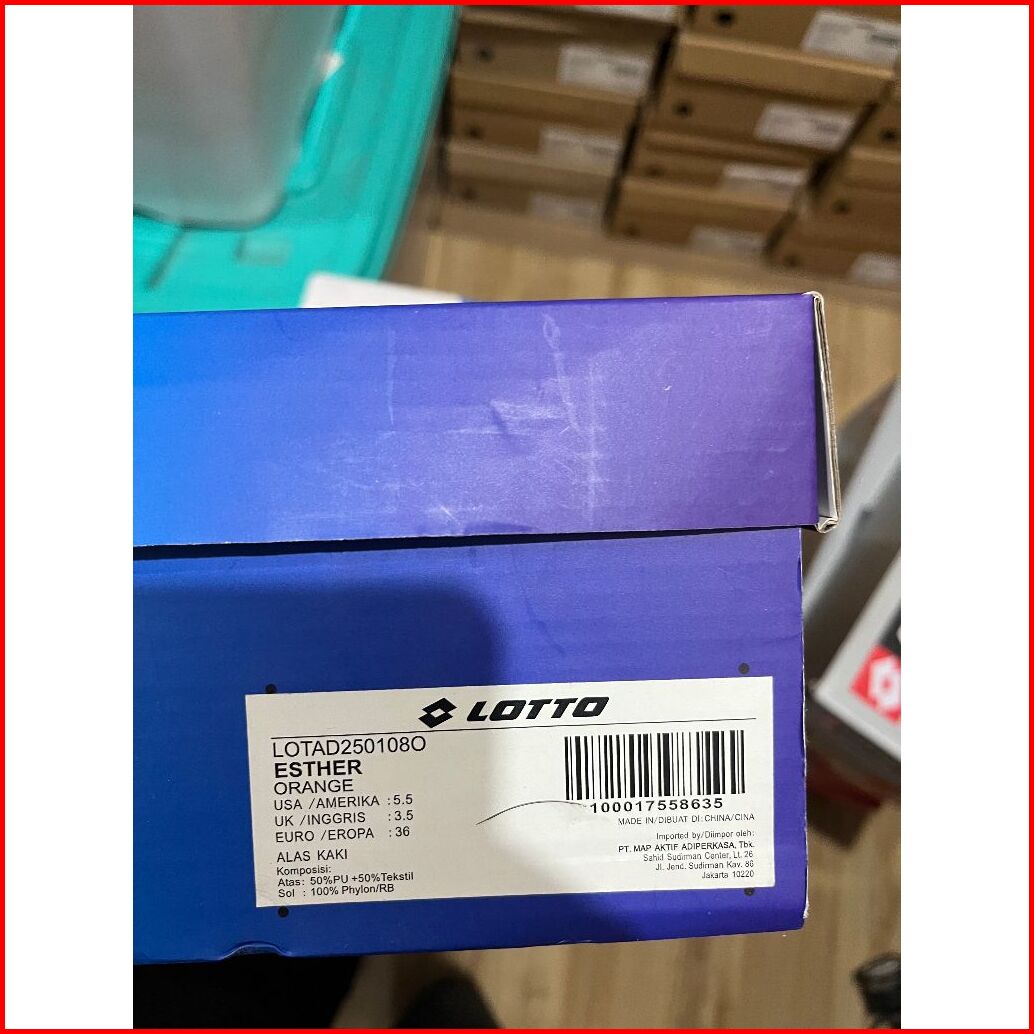 LOTTO
LOTAD250108O
ESTHER
ORANGE
USA /AMERIKA :5.5
UK /INGGRIS :3.5
EURO /EROPA :36
ALAS KAKI
Komposisi:
Atas: 50%PU +50%Tekstil
Sol : 100% Phylon/RB
100017558635
MADE IN/DIBUAT DI: CHINA/CINA
Imported by/Diimpor oleh:
PT. MAP AKTIF ADIPERKASA, Tbk.
Sahid Sudirman Center, Lt. 26
Jl. Jend. Sudirman Kav. 86
Jakarta 10220